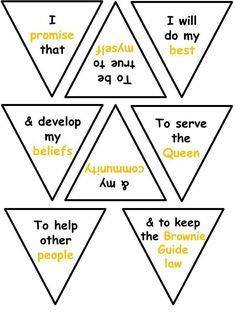 I
promise
that
To be
true to
myself
I will
do my
best
& develop
my
beliefs
& my
community
To serve
the
Queen
To help
other
people
& to keep
the Brownie
Guide
law